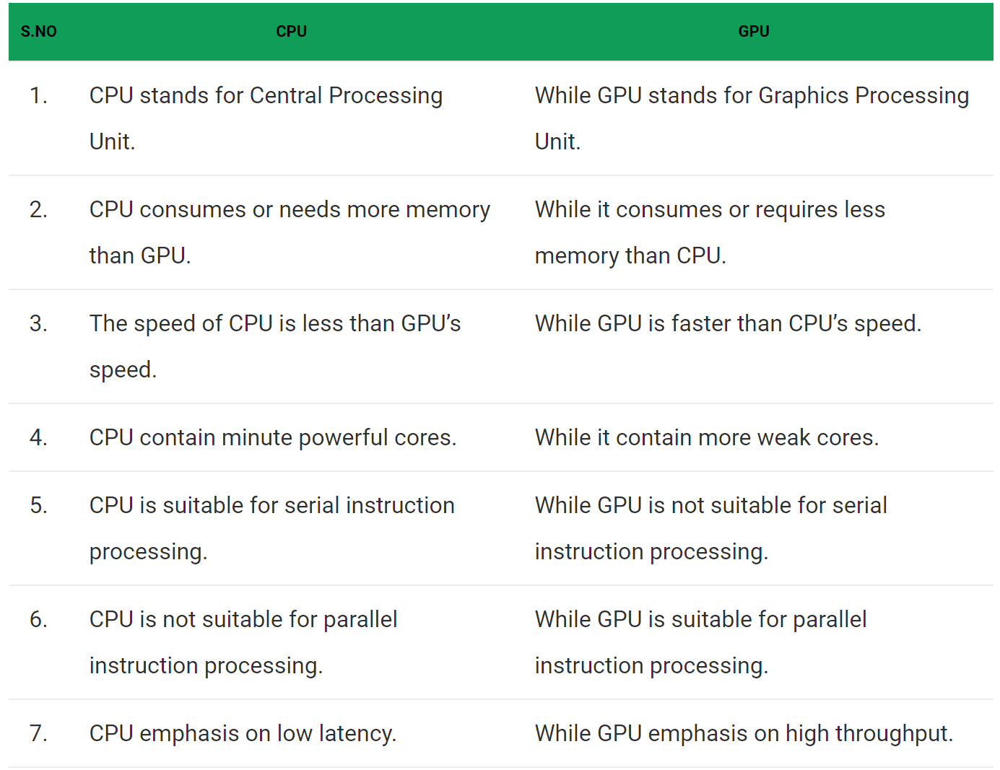 S.NO CPU GPU
1. CPU stands for Central Processing While GPU stands for Graphics Processing
Unit. Unit.
2. CPU consumes or needs more memory While it consumes or requires less
than GPU. memory than CPU.
3. The speed of CPU is less than GPU’s While GPU is faster than CPU’s speed.
speed.
4. CPU contain minute powerful cores. While it contain more weak cores.
5. CPU is suitable for serial instruction While GPU is not suitable for serial
processing. instruction processing.
6. CPU is not suitable for parallel While GPU is suitable for parallel
instruction processing. instruction processing.
7. CPU emphasis on low latency. While GPU emphasis on high throughput.